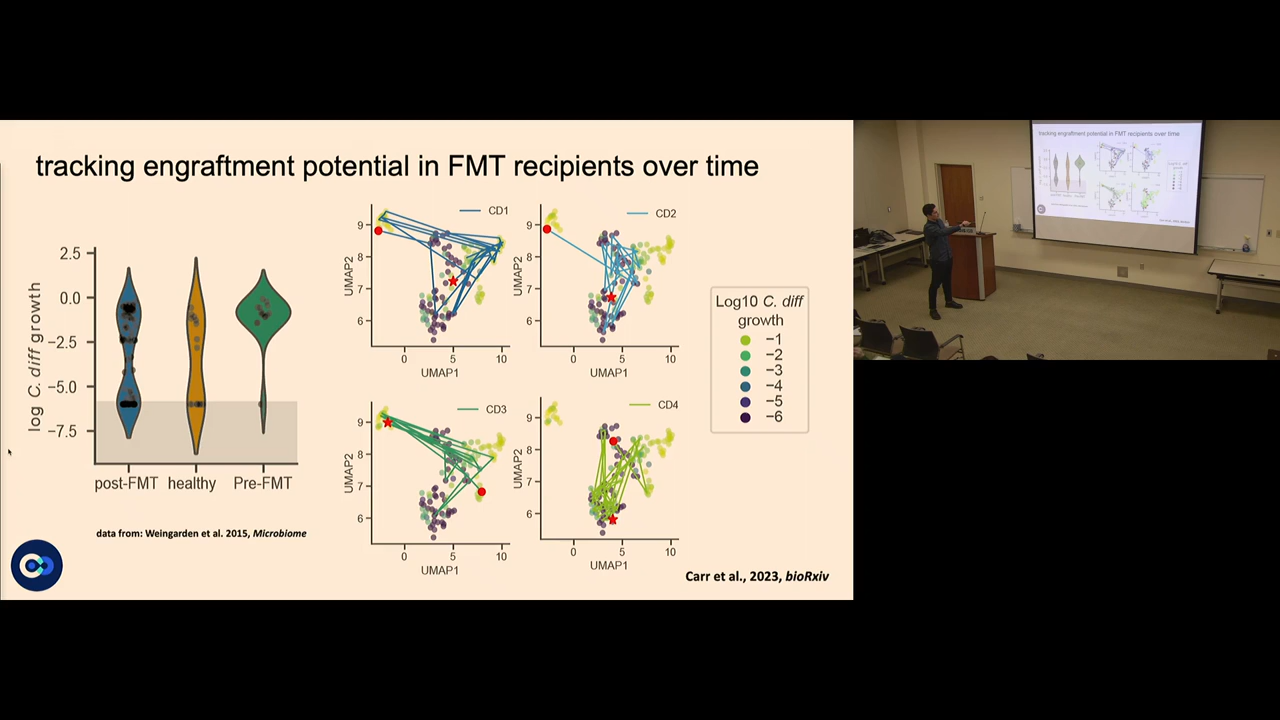 tracking engraftment potential in FMT recipients over time
log C. diff growth
2.5
0.0
−2.5
−5.0
−7.5
post-FMT healthy Pre-FMT
data from: Weingarden et al. 2015, Microbiome
CD1
UMAP2
9
8
7
6
0 5 10
UMAP1
CD2
UMAP2
9
8
7
6
0 5 10
UMAP1
CD3
UMAP2
9
8
7
6
0 5 10
UMAP1
CD4
UMAP2
9
8
7
6
0 5 10
UMAP1
Log10 C. diff
growth
−1
−2
−3
−4
−5
−6
Carr et al., 2023, bioRxiv
tracking engraftment potential in FMT recipients over time